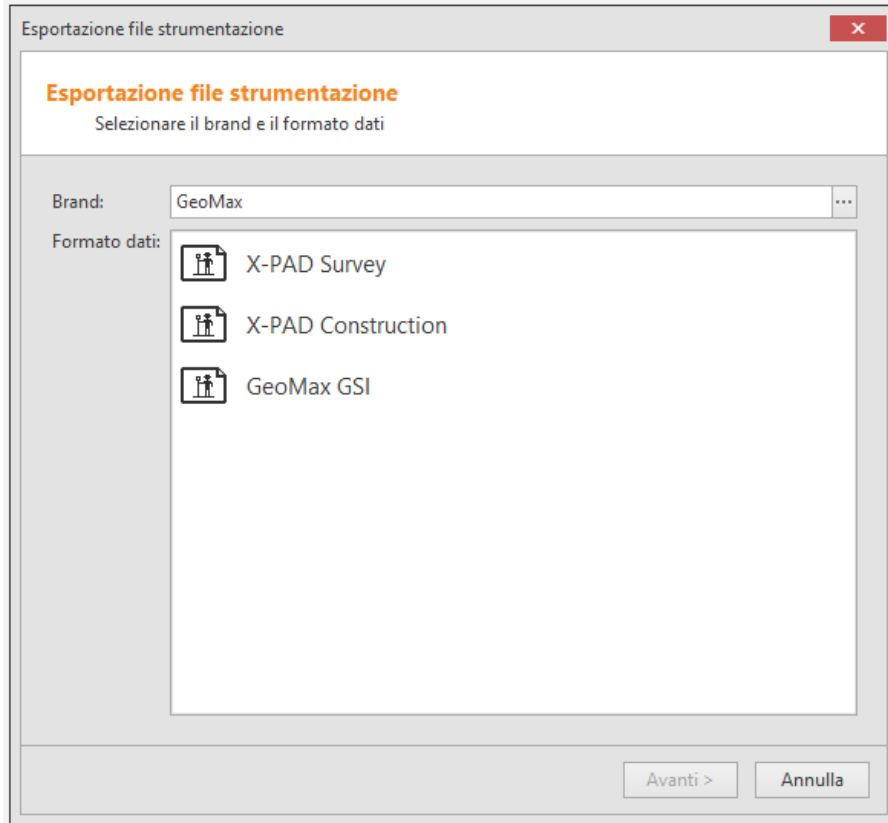 Esportazione file strumentazione
Esportazione file strumentazione
Selezionare il brand e il formato dati
Brand: GeoMax ...
Formato dati:
X-PAD Survey
X-PAD Construction
GeoMax GSI
Avanti > Annulla